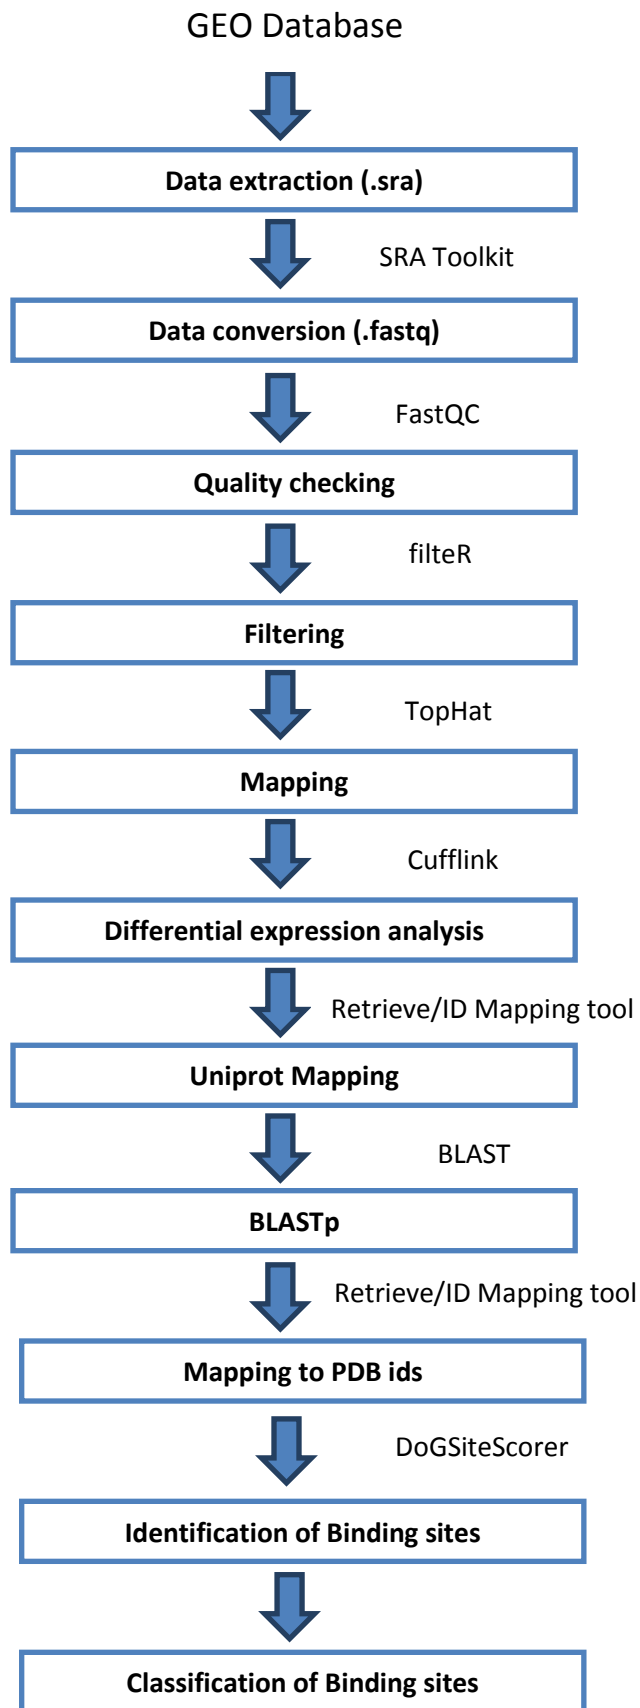 GEO Database
Data extraction (.sra)
SRA Toolkit
Data conversion (.fastq)
FastQC
Quality checking
filteR
Filtering
TopHat
Mapping
Cufflink
Differential expression analysis
Retrieve/ID Mapping tool
Uniprot Mapping
BLAST
BLASTp
Retrieve/ID Mapping tool
Mapping to PDB ids
DoGSiteScorer
Identification of Binding sites
Classification of Binding sites